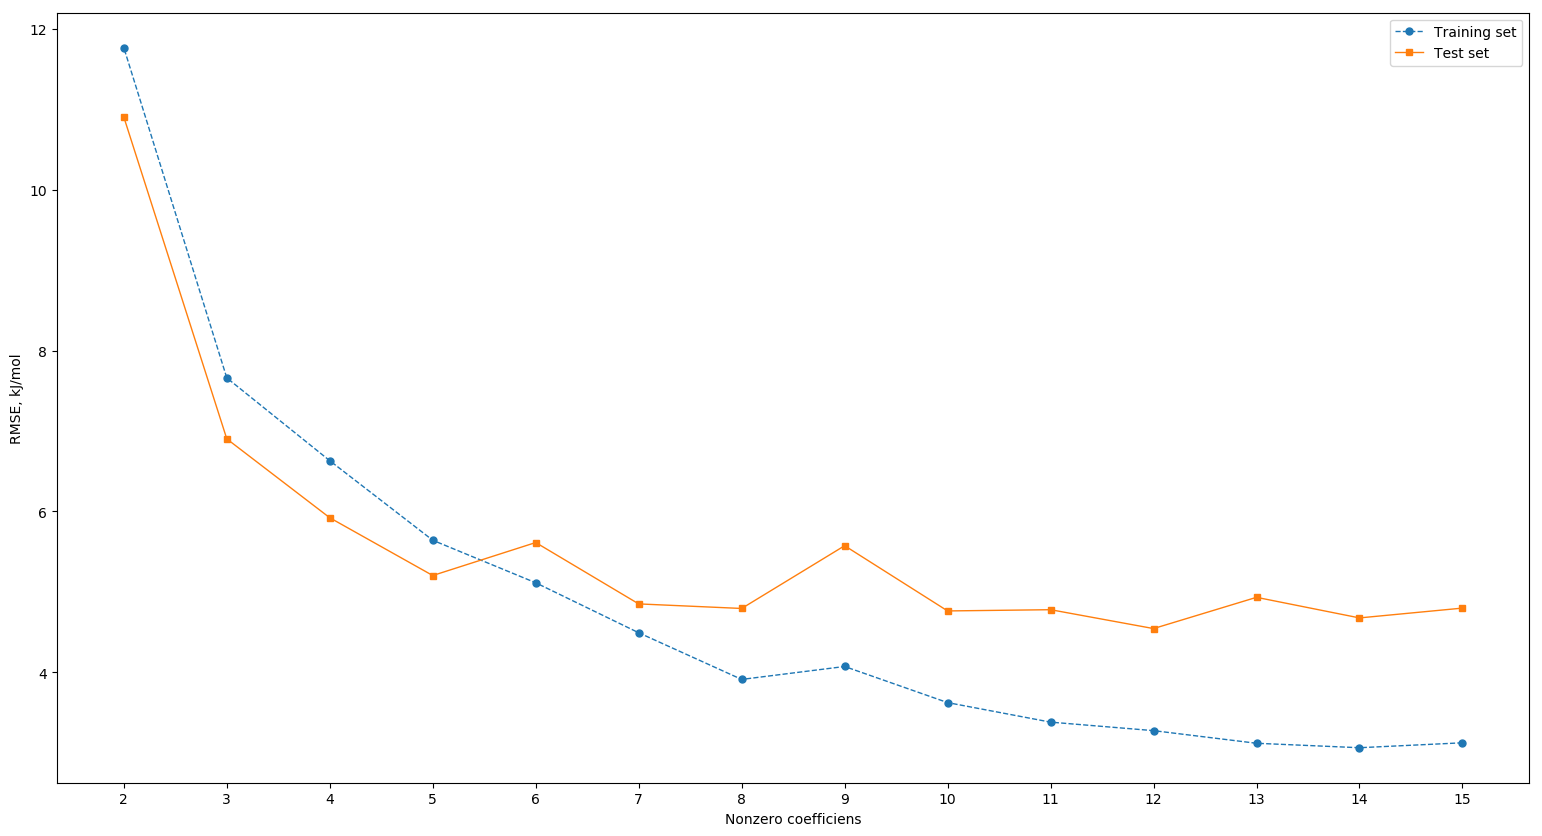 Training set
Test set
12
10
8
6
4
RMSE, kJ/mol
2 3 4 5 6 7 8 9 10 11 12 13 14 15
Nonzero coefficiens